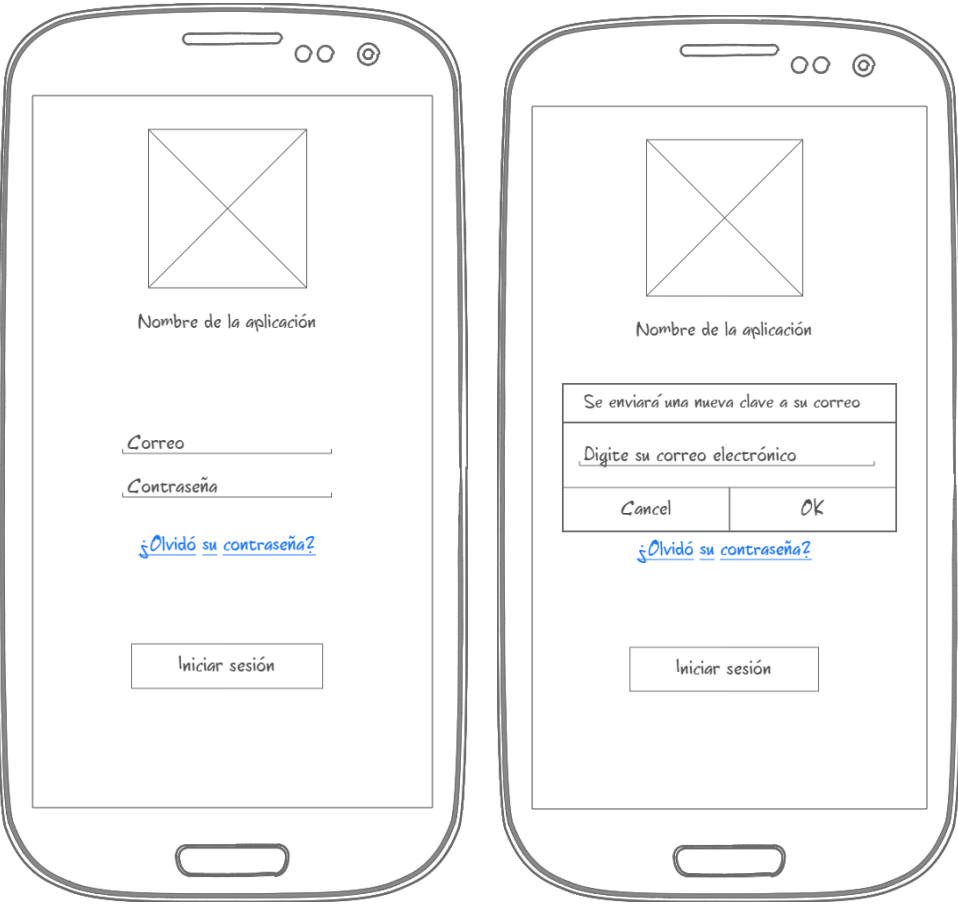 Nombre de la aplicación
Correo
Contraseña
¿Olvidó su contraseña?
Iniciar sesión
Nombre de la aplicación
Se enviará una nueva clave a su correo
Digite su correo electrónico
Cancel
OK
¿Olvidó su contraseña?
Iniciar sesión